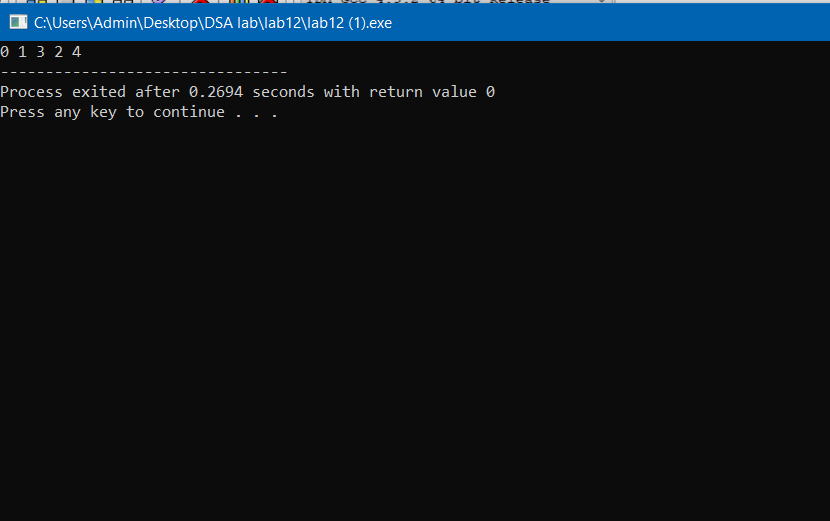 C:\Users\Admin\Desktop\DSA lab\lab12\lab12 (1).exe
0 1 3 2 4
--------------------------------
Process exited after 0.2694 seconds with return value 0
Press any key to continue . . .